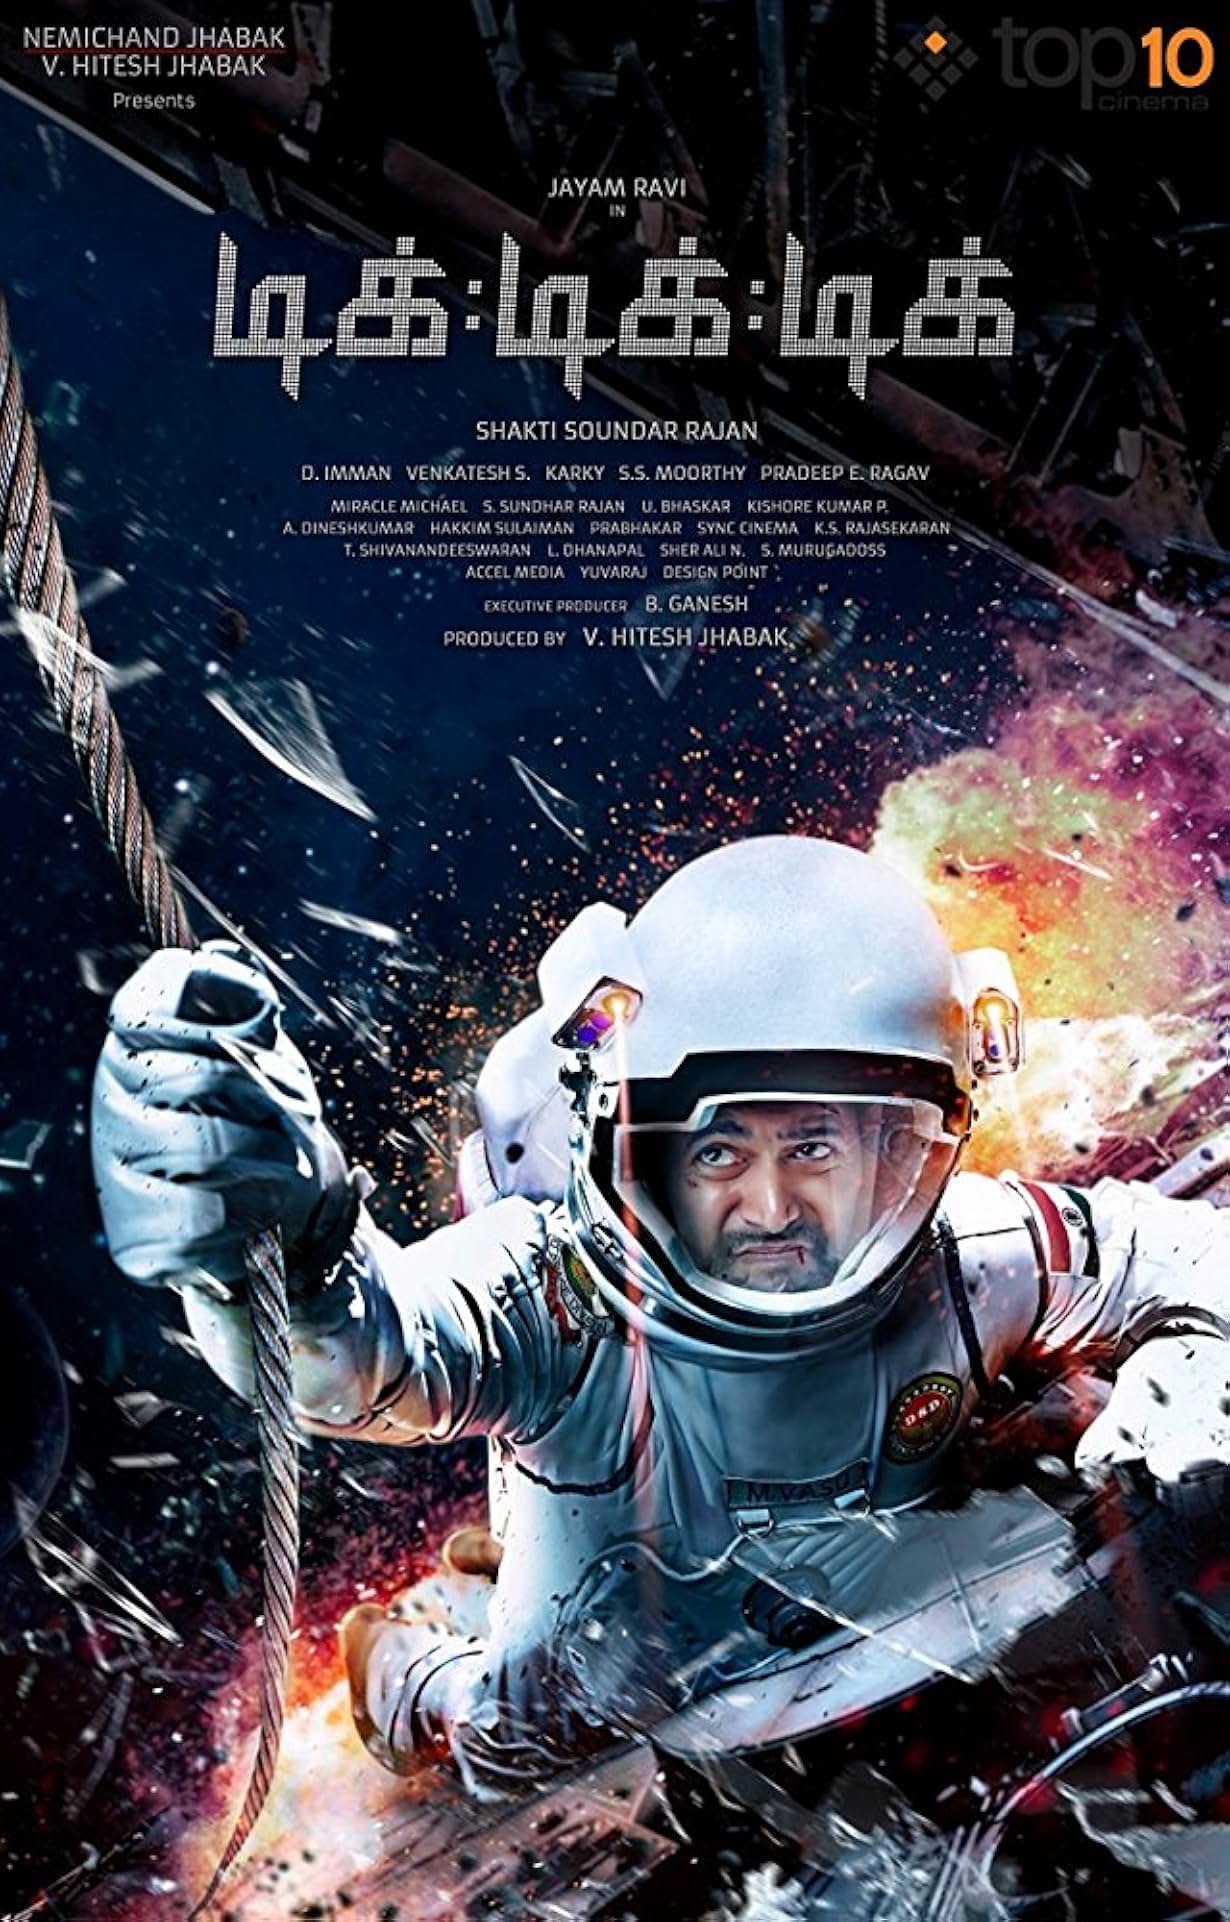 NEMICHAND JHABAK
V. HITESH JHABAK
Presents
top10
cinema
JAYAM RAVI
IN
டிக்:டிக்:டிக்
SHAKTI SOUNDAR RAJAN
D. IMMAN VENKATESH S. KARKY S.S. MOORTHY PRADEEP E. RAGAV
MIRACLE MICHAEL S. SUNDHAR RAJAN U. BHASKAR KISHORE KUMAR P.
A. DINESHKUMAR HAKKIM SULAIMAN PRABHAKAR SYNC CINEMA K.S. RAJASEKARAN
T. SHIVANANDEESWARAN L. DHANAPAL SHER ALI N. S. MURUGADOSS
ACCEL MEDIA YUVARAJ DESIGN POINT
EXECUTIVE PRODUCER B. GANESH
PRODUCED BY V. HITESH JHABAK
DSD
M.VASU